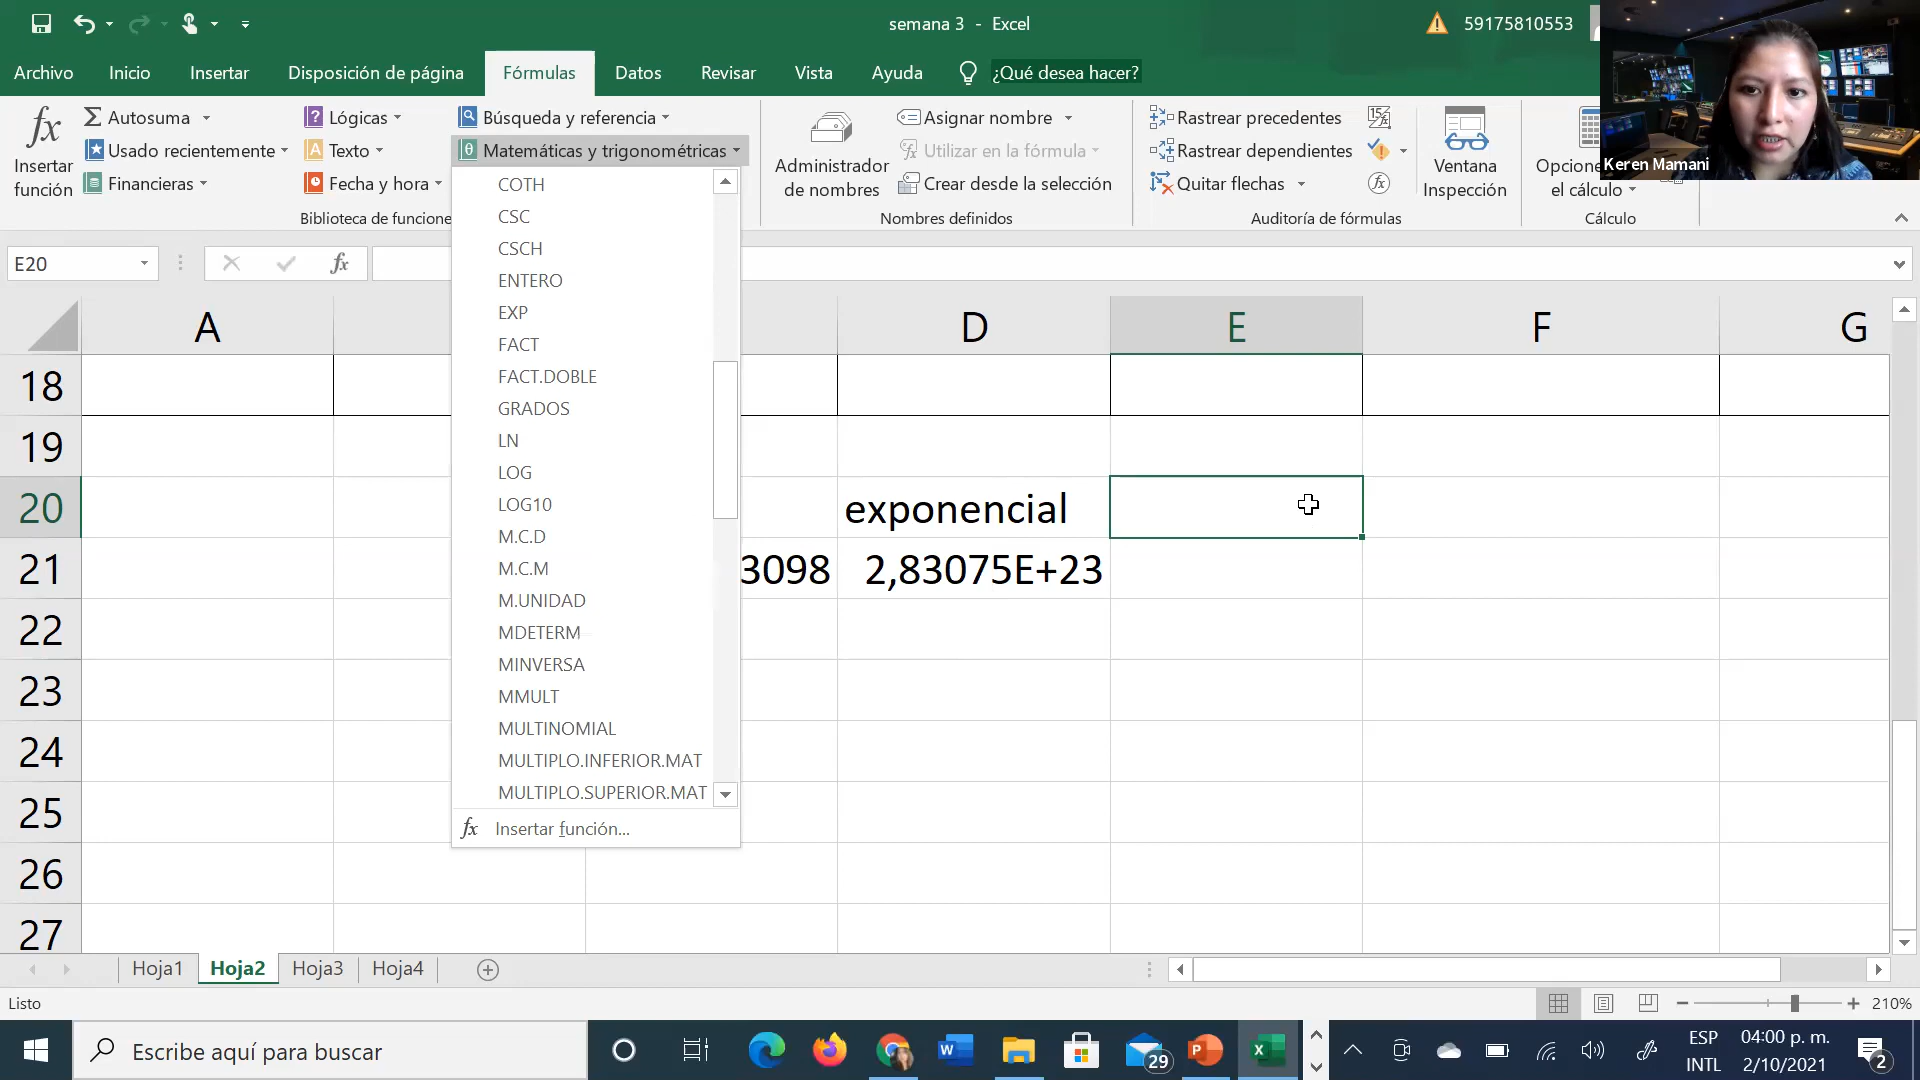 semana 3 - Excel
59175810553
Archivo
Inicio
Insertar
Disposición de página
Fórmulas
Datos
Revisar
Vista
Ayuda
¿Qué desea hacer?
Keren Mamani
Insertar función
Autosuma
Usado recientemente
Financieras
Lógicas
Texto
Fecha y hora
Búsqueda y referencia
Matemáticas y trigonométricas
Administrador de nombres
Asignar nombre
Utilizar en la fórmula
Crear desde la selección
Rastrear precedentes
Rastrear dependientes
Quitar flechas
Ventana Inspección
el cálculo
Nombres definidos
Auditoría de fórmulas
Cálculo
E20
fx
COTH
CSC
CSCH
ENTERO
EXP
FACT
FACT.DOBLE
GRADOS
LN
LOG
LOG10
M.C.D
M.C.M
M.UNIDAD
MDETERM
MINVERSA
MMULT
MULTINOMIAL
MULTIPLO.INFERIOR.MAT
MULTIPLO.SUPERIOR.MAT
fx Insertar función...
A
D
E
F
G
18
19
20
exponencial
21
3098
2,83075E+23
22
23
24
25
26
27
Hoja1
Hoja2
Hoja3
Hoja4
Listo
210%
Escribe aquí para buscar
29
ESP
INTL
04:00 p. m.
2/10/2021
2